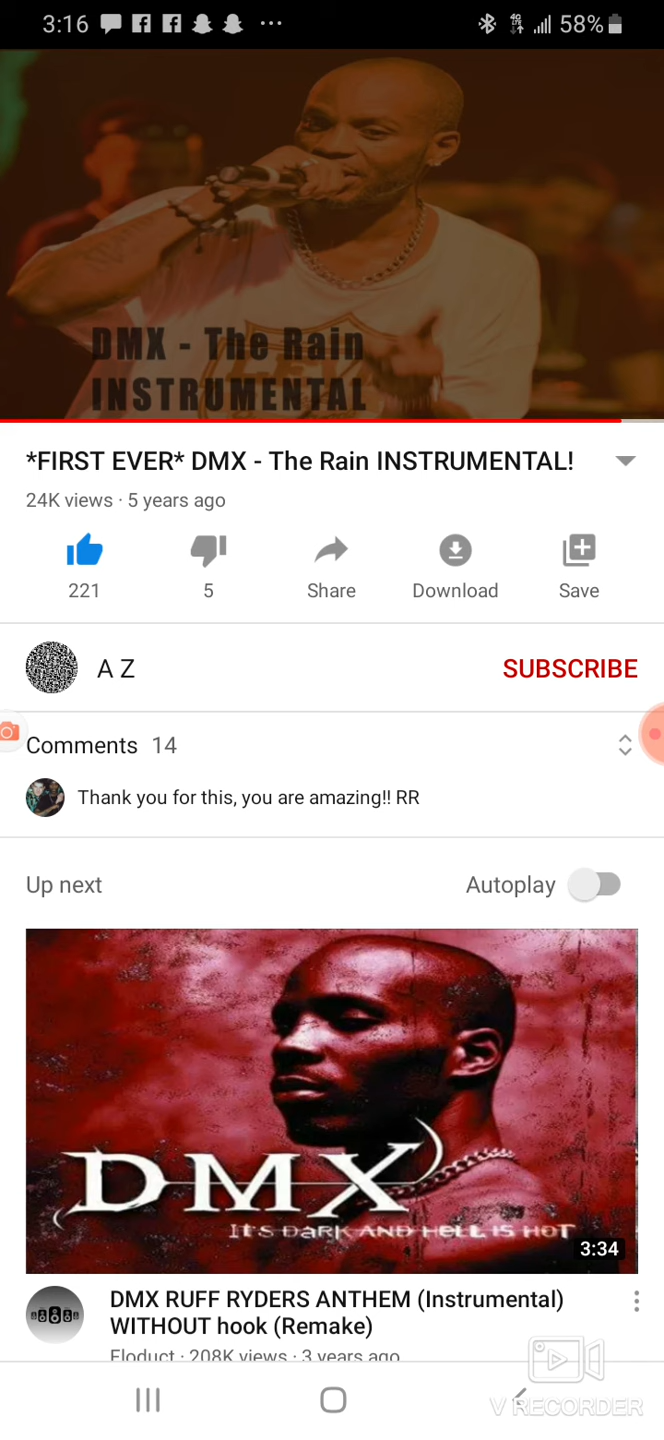 3:16
4G
LTE
58%
DMX - The Rain
INSTRUMENTAL
*FIRST EVER* DMX - The Rain INSTRUMENTAL!
24K views · 5 years ago
221
5
Share
Download
Save
A Z
SUBSCRIBE
Comments 14
Thank you for this, you are amazing!! RR
Up next
Autoplay
DMX
IT'S DARK AND HELL IS HOT
3:34
DMX RUFF RYDERS ANTHEM (Instrumental)
WITHOUT hook (Remake)
Floduct · 208K views · 3 years ago
V RECORDER